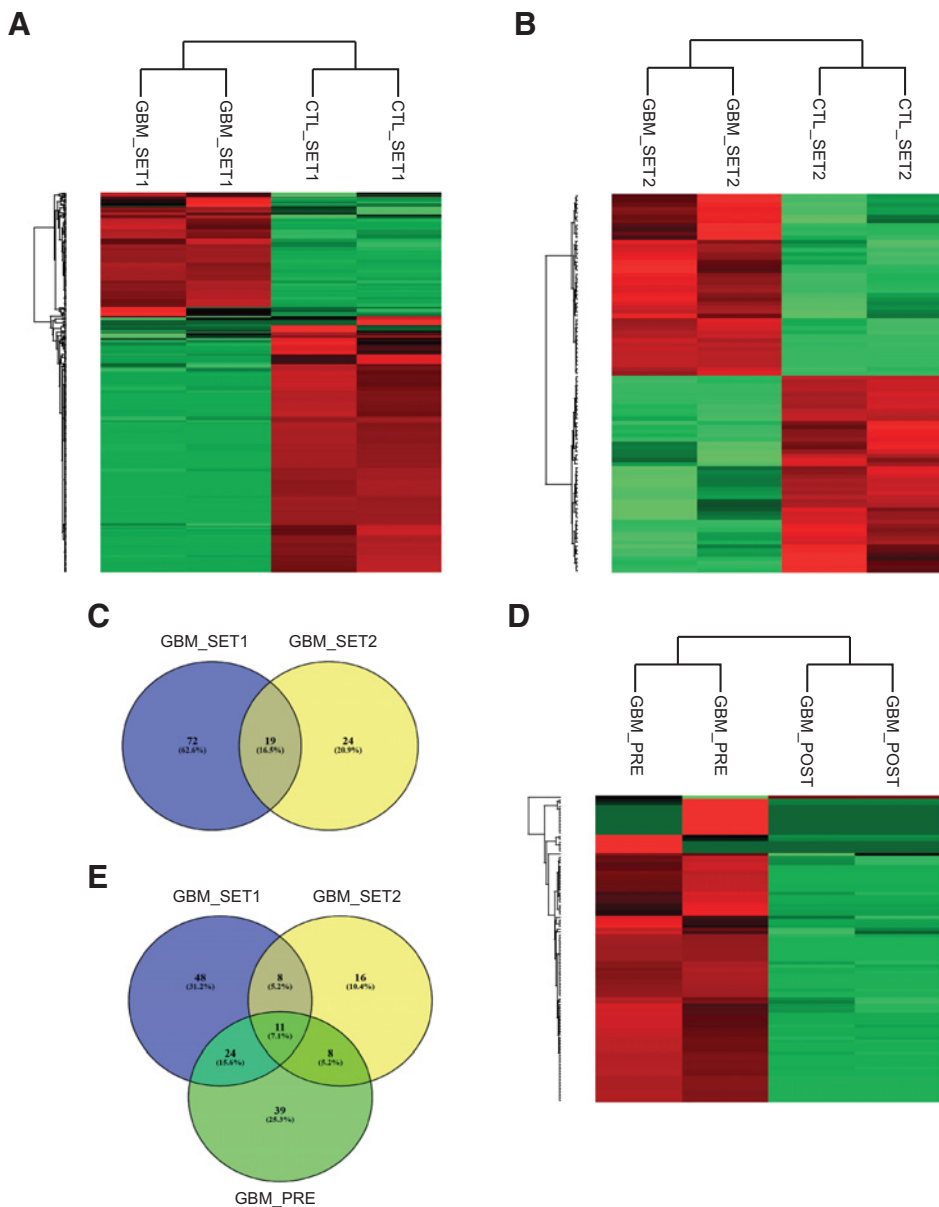 A
GBM_SET1
GBM_SET1
CTL_SET1
CTL_SET1
B
GBM_SET2
GBM_SET2
CTL_SET2
CTL_SET2
C
GBM_SET1
GBM_SET2
72
(62.6%)
19
(16.5%)
24
(20.9%)
D
GBM_PRE
GBM_PRE
GBM_POST
GBM_POST
E
GBM_SET1
GBM_SET2
48
(31.2%)
8
(5.2%)
16
(10.4%)
11
(7.1%)
24
(15.6%)
8
(5.2%)
39
(25.3%)
GBM_PRE